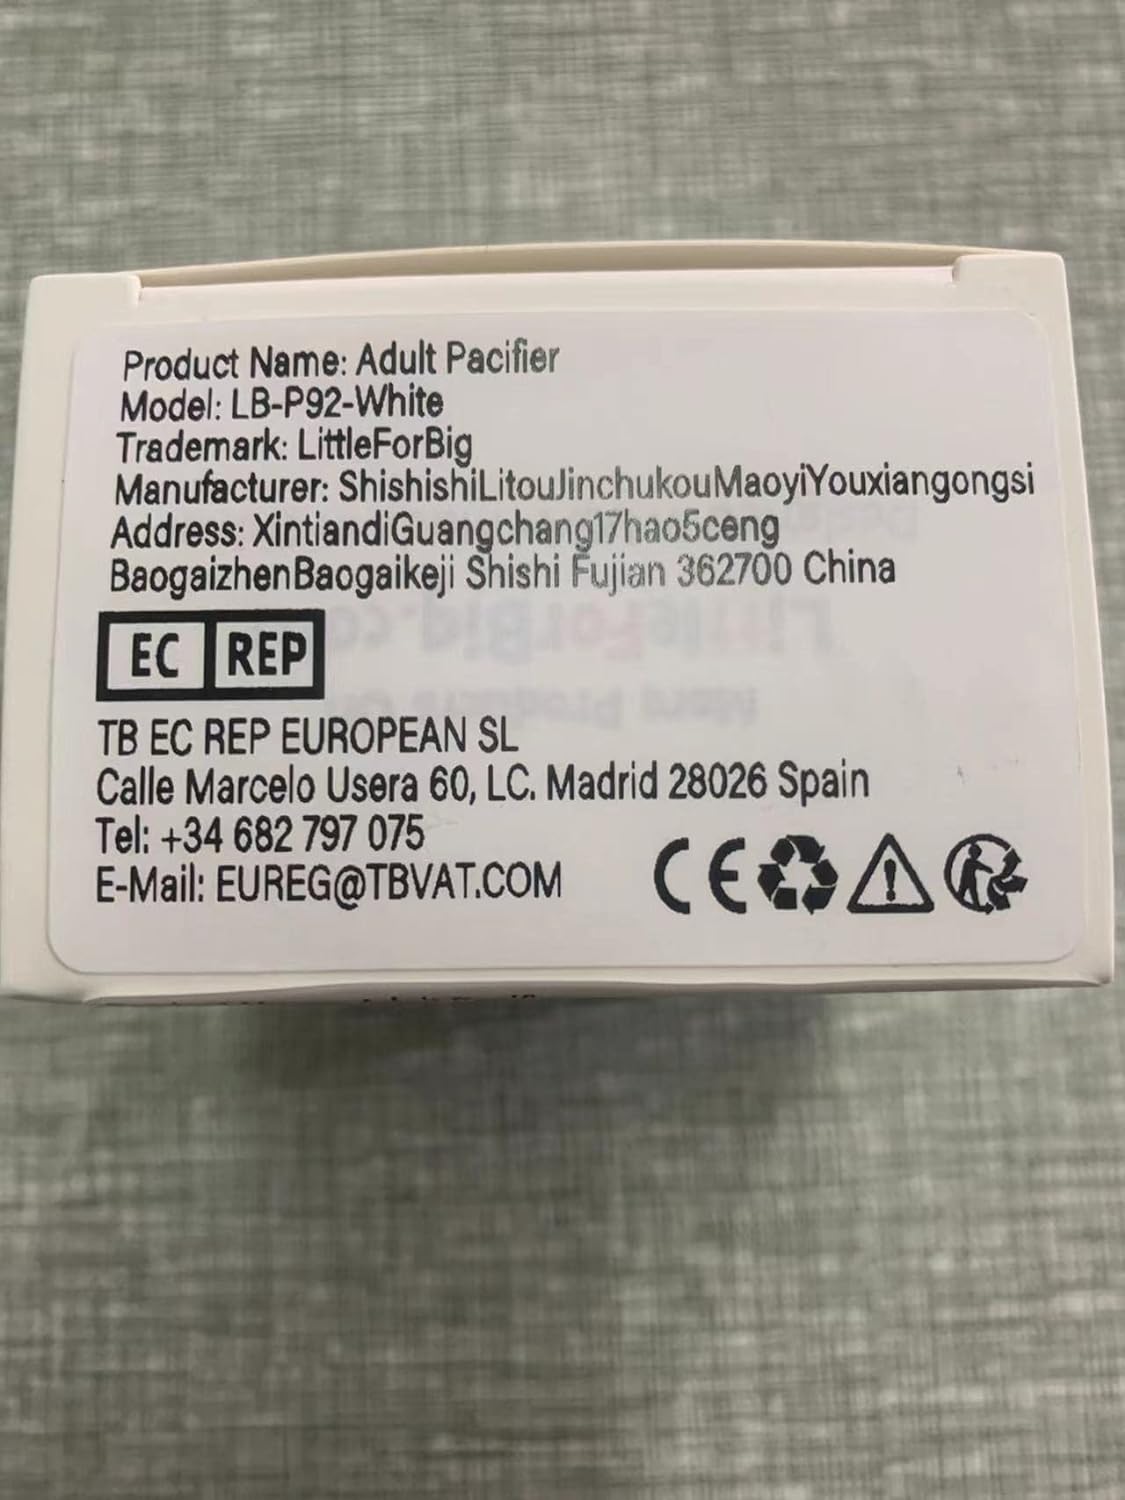 Product Name: Adult Pacifier
Model: LB-P92-White
Trademark: LittleForBig
Manufacturer: ShishishiLitouJinchukouMaoyiYouxiangongsi
Address: XintiandiGuangchang17hao5ceng
BaogaizhenBaogaikeji Shishi Fujian 362700 China
EC REP
TB EC REP EUROPEAN SL
Calle Marcelo Usera 60, LC. Madrid 28026 Spain
Tel: +34 682 797 075
E-Mail: EUREG@TBVAT.COM
CE